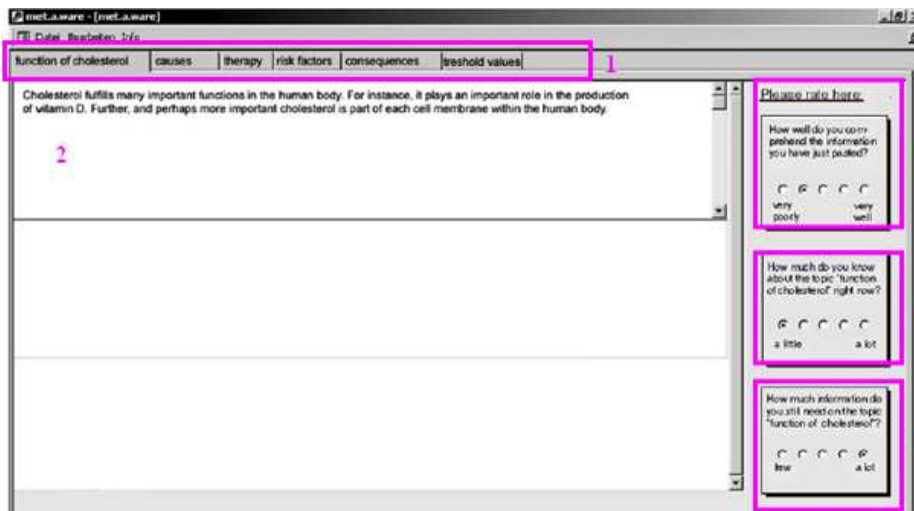 met.a.ware - [met.a.ware]
Datei Bearbeiten Info
function of cholesterol causes therapy risk factors consequences treshold values 1
Cholesterol fulfills many important functions in the human body. For instance, it plays an important role in the production
of vitamin D. Further, and perhaps more important cholesterol is part of each cell membrane within the human body.
2
Please rate here:
How well do you com-
prehend the information
you have just pasted?
very very
poorly well
How much do you know
about the topic "function
of cholesterol" right now?
a little a lot
How much information do
you still need on the topic
"function of cholesterol"?
few a lot